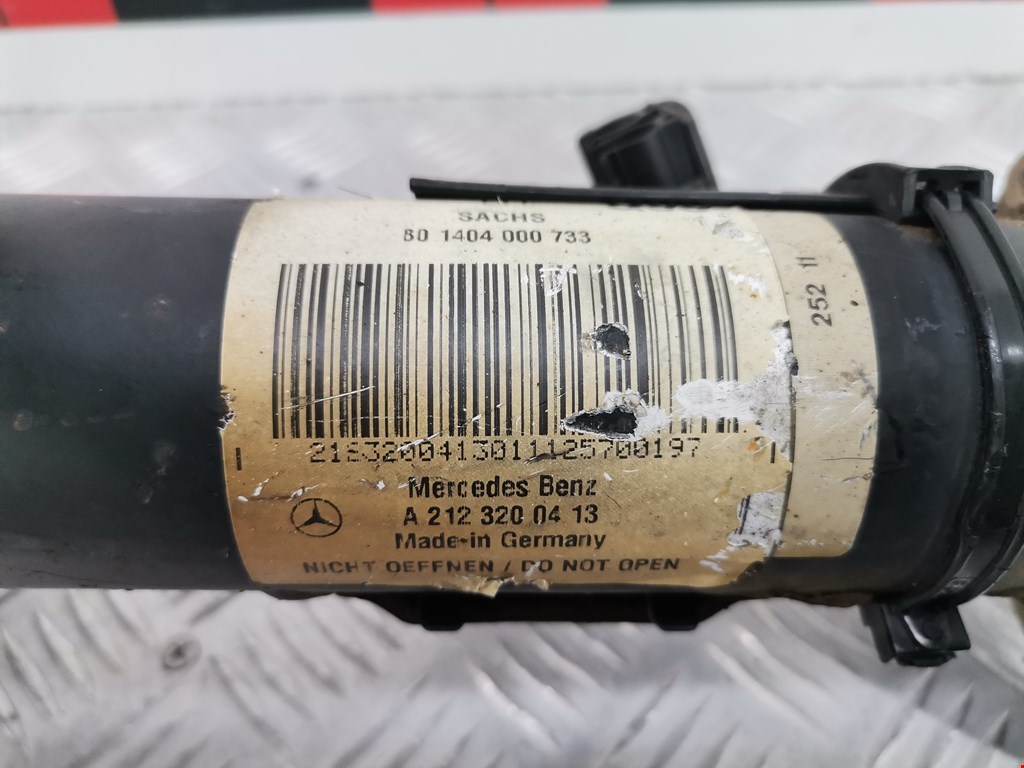 SACHS
80 1404 000 733
252 11
Mercedes Benz
A 212 320 04 13
Made-in Germany
NICHT OEFFNEN / DO NOT OPEN